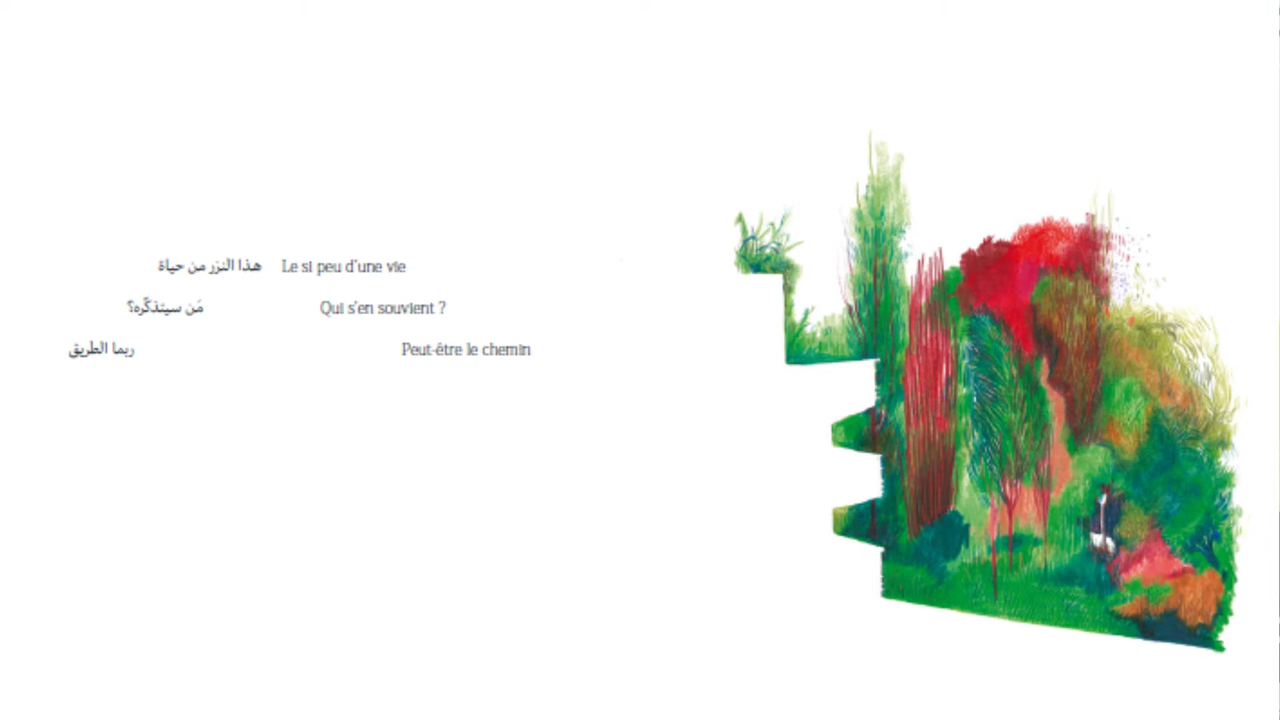 هذا النزر من حياة Le si peu d'une vie
مَن سيتذكّره؟ Qui s'en souvient ?
ربما الطريق Peut-être le chemin